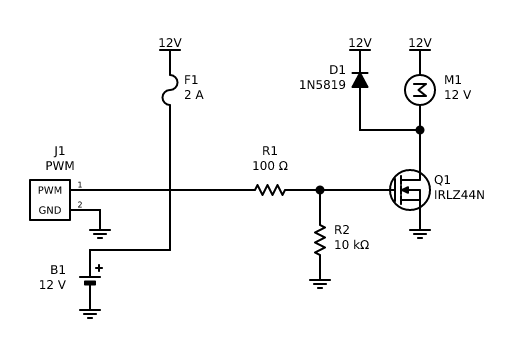 12V
12V
12V
F1
2 A
D1
1N5819
M1
12 V
J1
PWM
R1
100 Ω
PWM
1
GND
2
Q1
IRLZ44N
R2
10 kΩ
B1
12 V
+